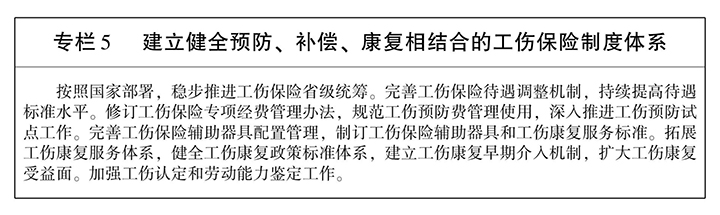 专栏5 建立健全预防、补偿、康复相结合的工伤保险制度体系
按照国家部署，稳步推进工伤保险省级统筹。完善工伤保险待遇调整机制，持续提高待遇
标准水平。修订工伤保险专项经费管理办法，规范工伤预防费管理使用，深入推进工伤预防试
点工作。完善工伤保险辅助器具配置管理，制订工伤保险辅助器具和工伤康复服务标准。拓展
工伤康复服务体系，健全工伤康复政策标准体系，建立工伤康复早期介入机制，扩大工伤康复
受益面。加强工伤认定和劳动能力鉴定工作。